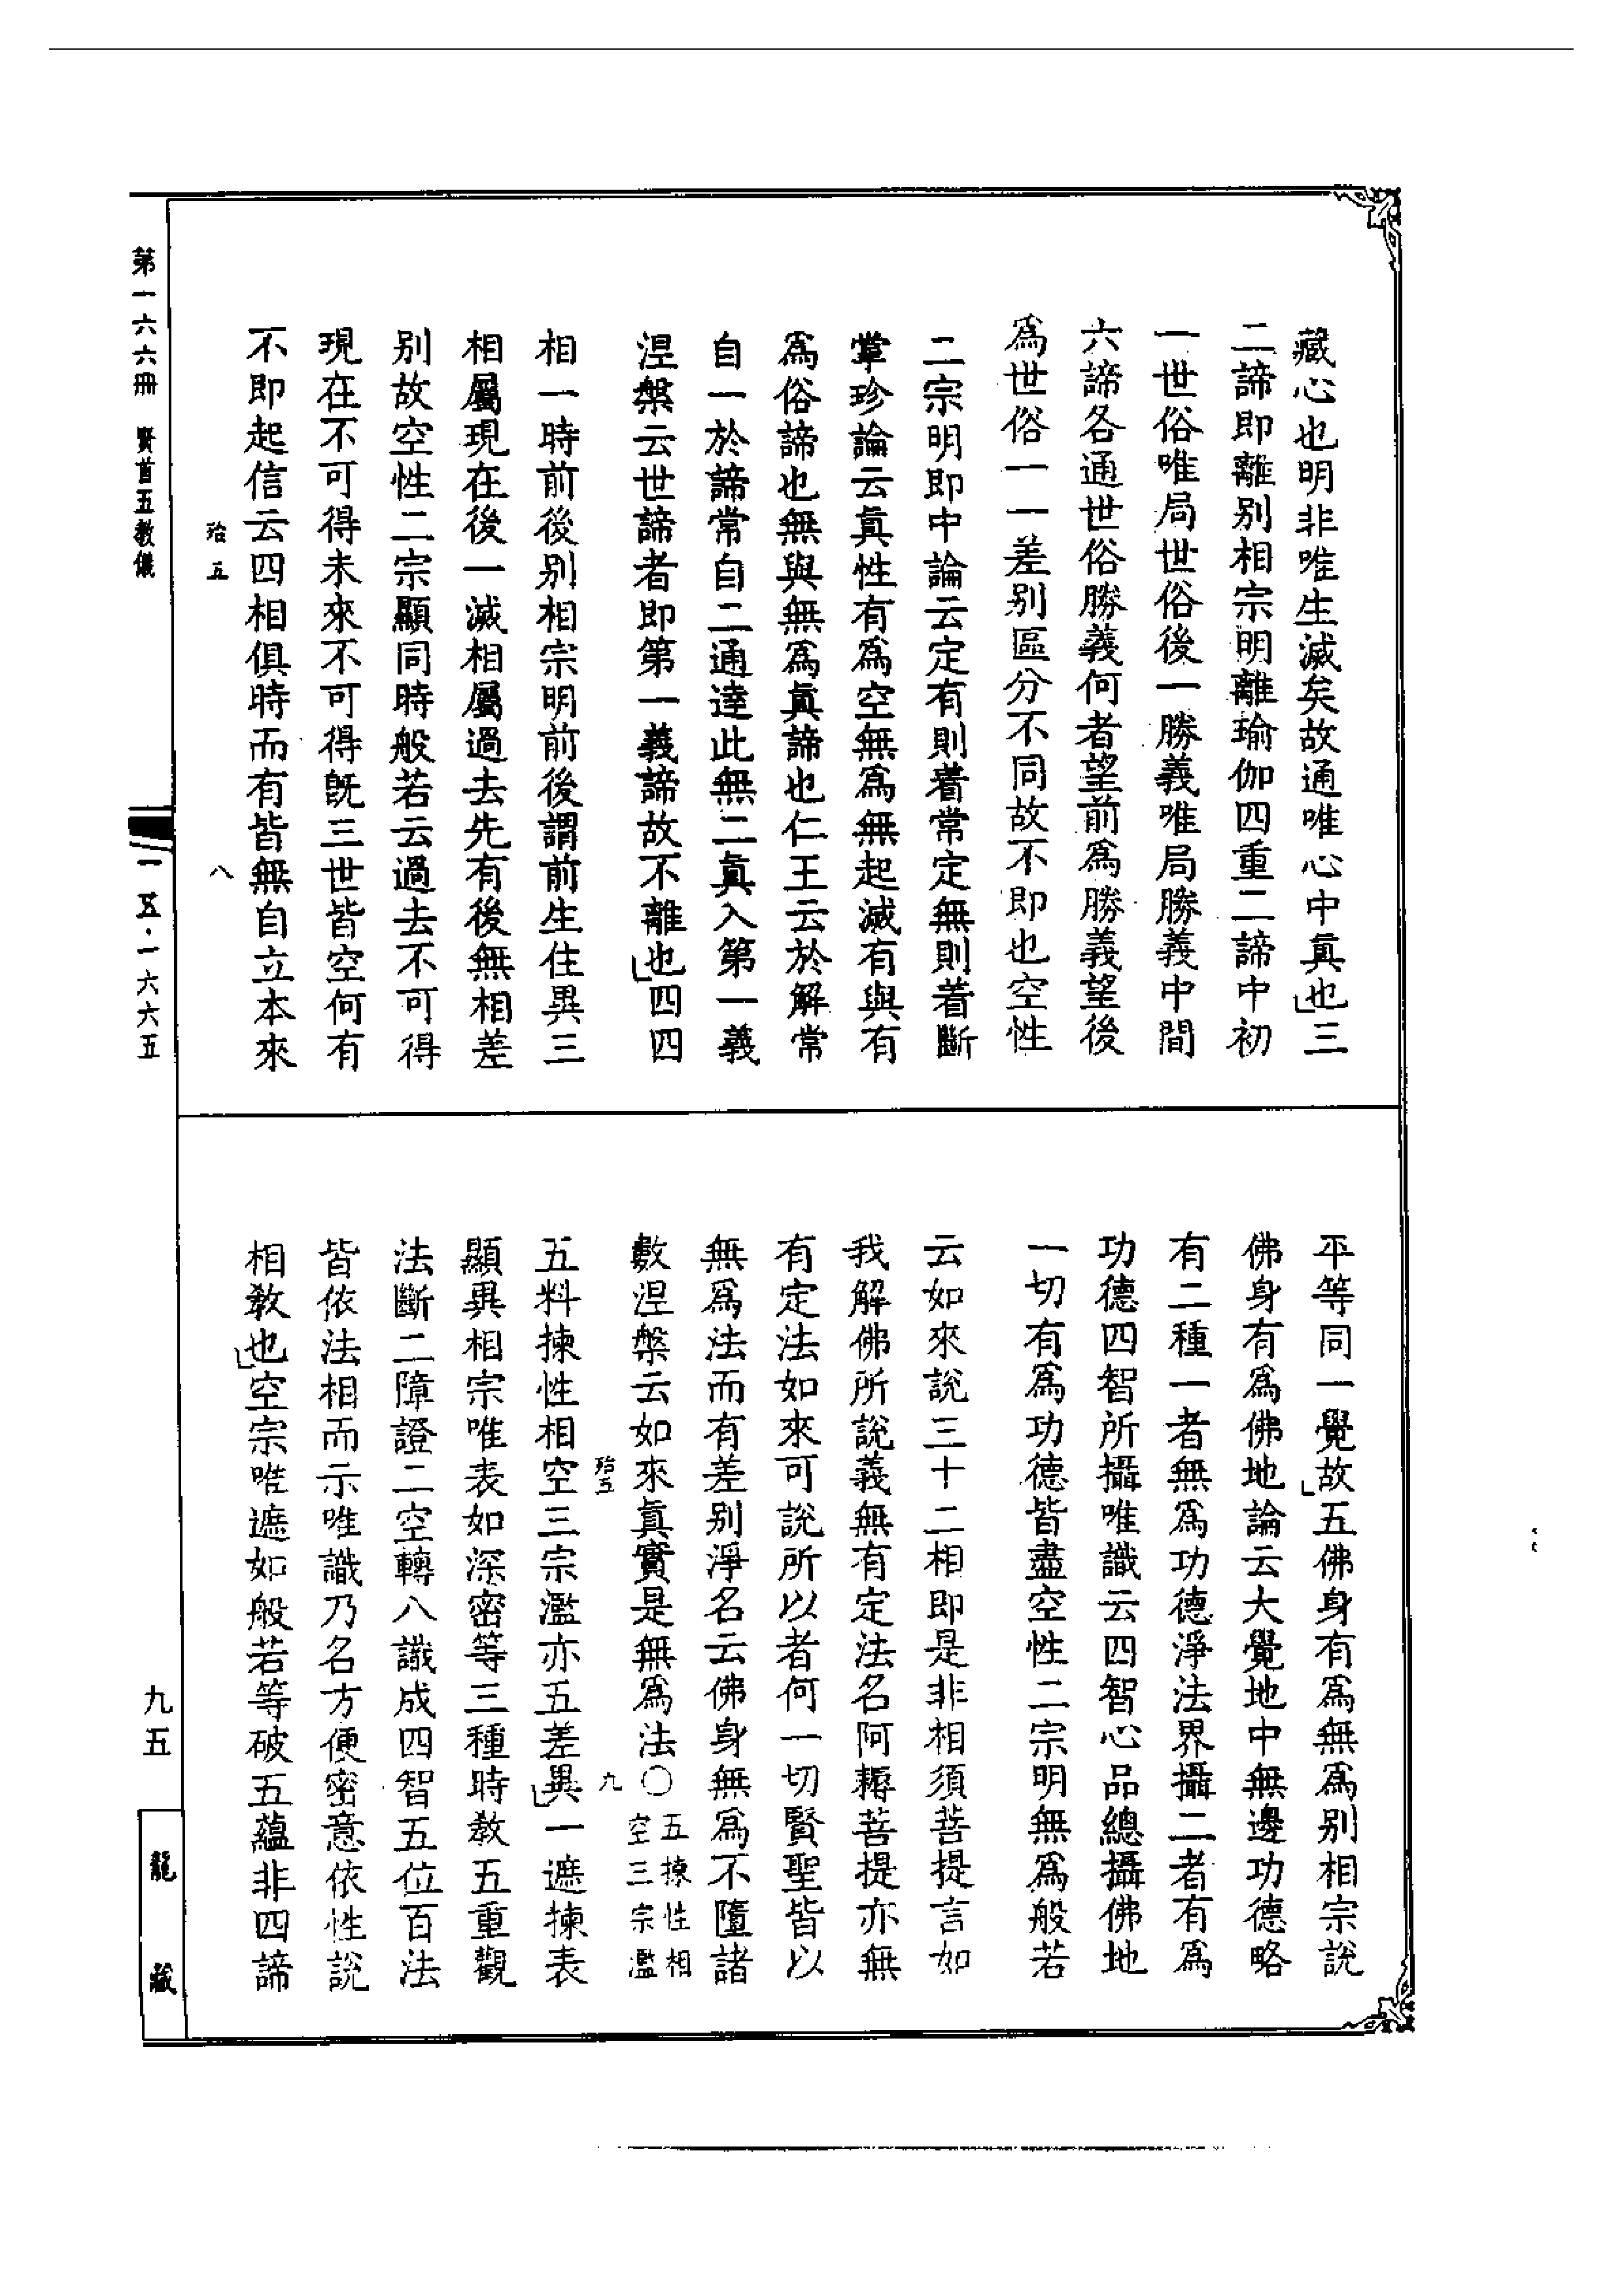 藏心也明非唯生滅矣故通唯心中眞也三
二諦即離别相宗明離瑜伽四重二諦中初
一世俗唯局世俗後一勝義唯局勝義中間
六諦各通世俗勝義何者望前爲勝義望後
爲世俗一一差别區分不同故不即也空性
二宗明即中論云定有則著常定無則着斷
掌珍論云眞性有爲空無爲無起滅有與有
爲俗諦也無與無爲眞諦也仁王云於解常
自一於諦常自二通達此無二眞入第一義
涅槃云世諦者即第一義諦故不離也四四
相一時前後别相宗明前後謂前生住異三
相屬現在後一滅相屬過去先有後無相差
别故空性二宗顯同時般若云過去不可得
現在不可得未來不可得旣三世皆空何有
不即起信云四相俱時而有皆無自立本來
殆五
八
平等同一覺故五佛身有爲無爲别相宗說
佛身有爲佛地論云大覺地中無邊功德略
有二種一者無爲功德淨法界攝二者有爲
功德四智所攝唯識云四智心品總攝佛地
一切有爲功德皆盡空性二宗明無爲般若
云如來說三十二相即是非相須菩提言如
我解佛所說義無有定法名阿耨菩提亦無
有定法如來可說所以者何一切賢聖皆以
無爲法而有差别淨名云佛身無爲不墮諸
數涅槃云如來眞實是無爲法○五揀性相
空三宗濫
殆五
九
五料揀性相空三宗濫亦五差異一遮揀表
顯異相宗唯表如深密等三種時敎五重觀
法斷二障證二空轉八識成四智五位百法
皆依法相而示唯識乃名方便密意依性說
相敎也空宗唯遮如般若等破五蘊非四諦
第一六六冊 賢首五教儀
一五·一六六五
九五
龍藏